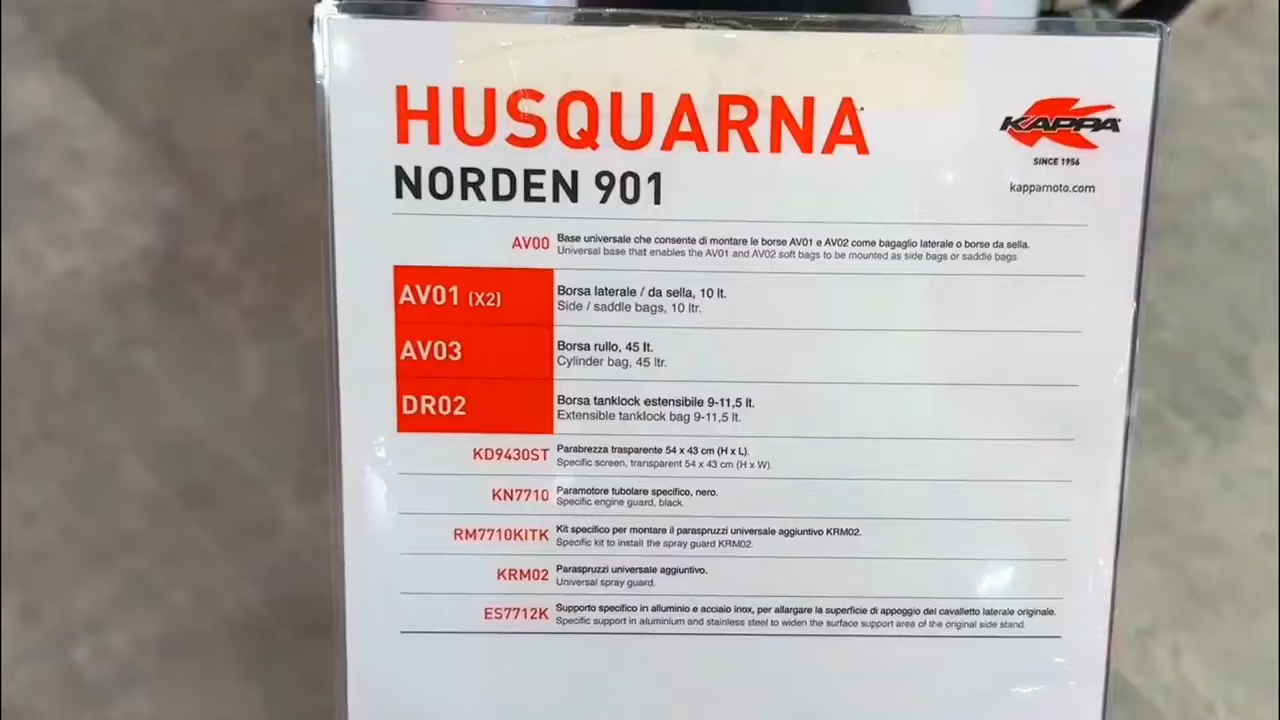 HUSQUARNA
NORDEN 901
KAPPA
SINCE 1956
kappamoto.com
AV00 Base universale che consente di montare le borse AV01 e AV02 come bagaglio laterale o borse da sella.
Universal base that enables the AV01 and AV02 soft bags to be mounted as side bags or saddle bags.
AV01 (X2) Borsa laterale / da sella, 10 lt.
Side / saddle bags, 10 ltr.
AV03 Borsa rullo, 45 lt.
Cylinder bag, 45 ltr.
DR02 Borsa tanklock estensibile 9-11,5 lt.
Extensible tanklock bag 9-11,5 lt.
KD9430ST Parabrezza trasparente 54 x 43 cm (H x L).
Specific screen, transparent 54 x 43 cm (H x W).
KN7710 Paramotore tubolare specifico, nero.
Specific engine guard, black.
RM7710KITK Kit specifico per montare il paraspruzzi universale aggiuntivo KRM02.
Specific kit to install the spray guard KRM02.
KRM02 Paraspruzzi universale aggiuntivo.
Universal spray guard.
ES7712K Supporto specifico in alluminio e acciaio inox, per allargare la superficie di appoggio del cavalletto laterale originale.
Specific support in aluminium and stainless steel to widen the surface support area of the original side stand.